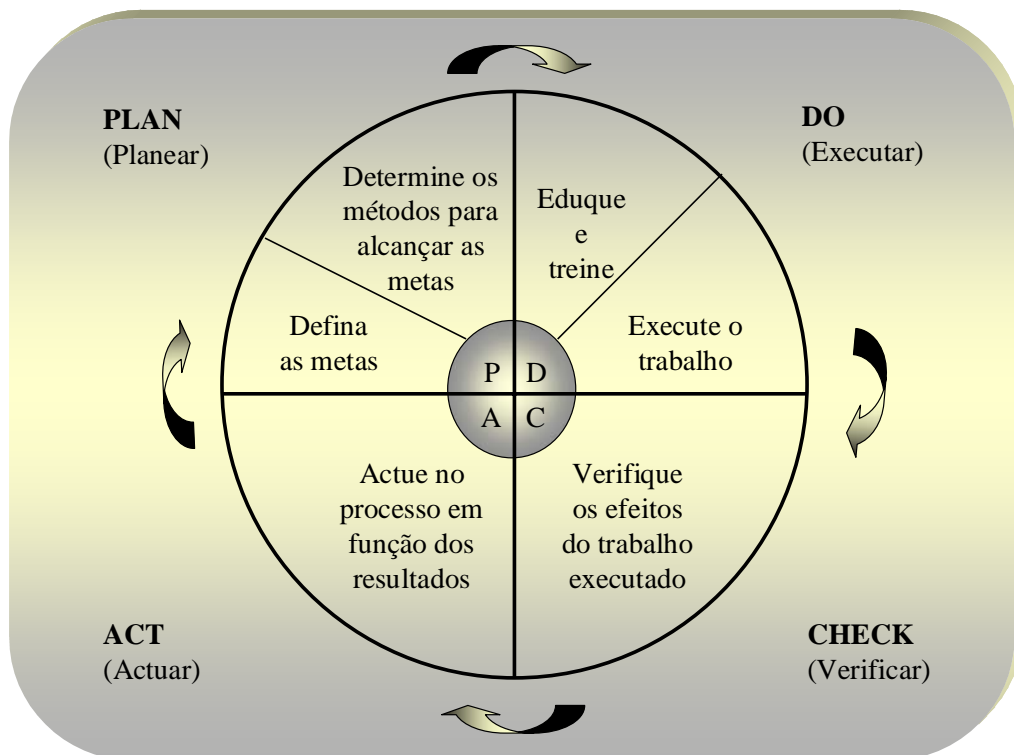 PLAN
(Planear)
DO
(Executar)
Determine os
métodos para
alcançar as
metas
Eduque
e
treine
Defina
as metas
Execute o
trabalho
P
D
A
C
Actue no
processo em
função dos
resultados
Verifique
os efeitos
do trabalho
executado
ACT
(Actuar)
CHECK
(Verificar)